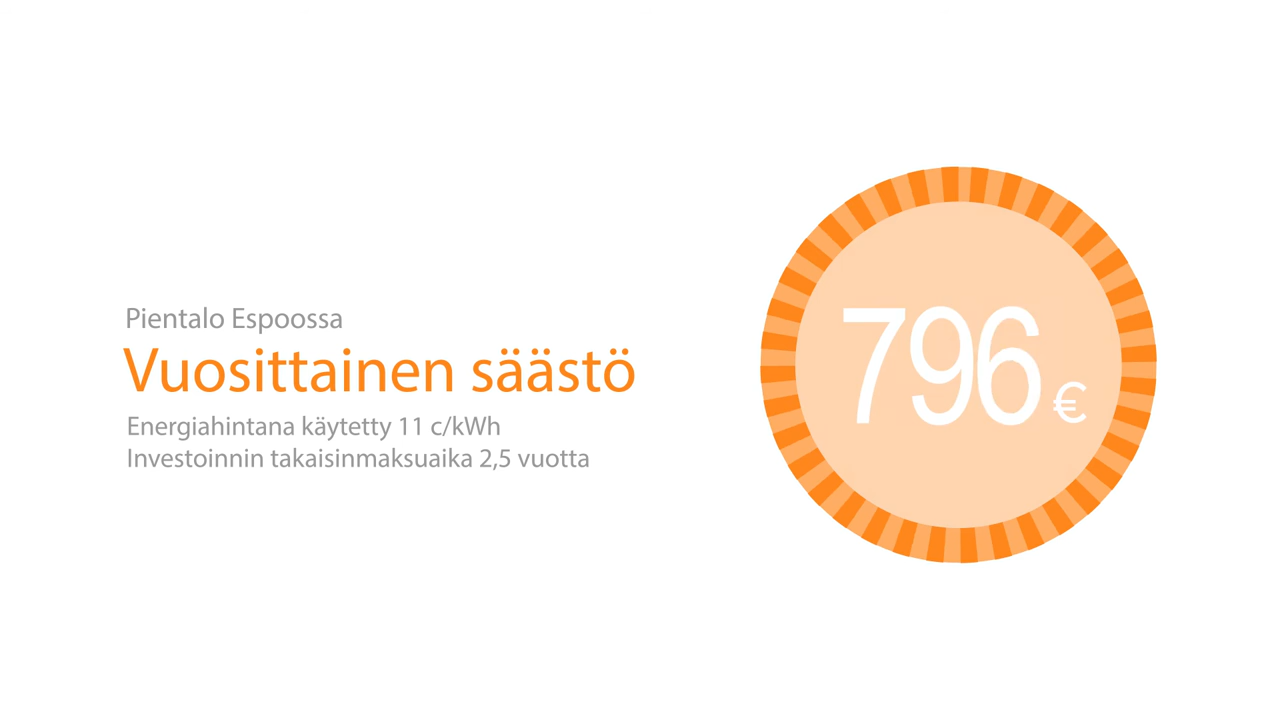 Pientalo Espoossa
Vuosittainen säästö
Energiahintana käytetty 11 c/kWh
Investoinnin takaisinmaksuaika 2,5 vuotta
796 €